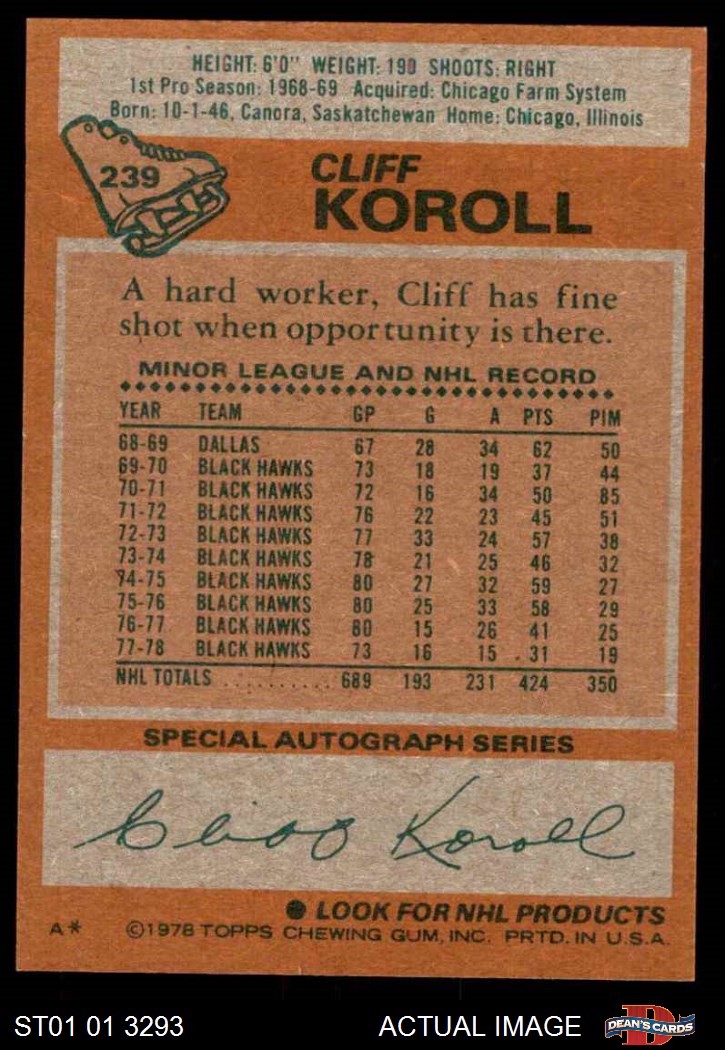 HEIGHT: 6'0" WEIGHT: 190 SHOOTS: RIGHT
1st Pro Season: 1968-69 Acquired: Chicago Farm System
Born: 10-1-46, Canora, Saskatchewan Home: Chicago, Illinois
239
CLIFF
KOROLL
A hard worker, Cliff has fine
shot when opportunity is there.
MINOR LEAGUE AND NHL RECORD
YEAR TEAM GP G A PTS PIM
68-69 DALLAS 67 28 34 62 50
69-70 BLACK HAWKS 73 18 19 37 44
70-71 BLACK HAWKS 72 16 34 50 85
71-72 BLACK HAWKS 76 22 23 45 51
72-73 BLACK HAWKS 77 33 24 57 38
73-74 BLACK HAWKS 78 21 25 46 32
74-75 BLACK HAWKS 80 27 32 59 27
75-76 BLACK HAWKS 80 25 33 58 29
76-77 BLACK HAWKS 80 15 26 41 25
77-78 BLACK HAWKS 73 16 15 31 19
NHL TOTALS .......... 689 193 231 424 350
SPECIAL AUTOGRAPH SERIES
Cliff Koroll
● LOOK FOR NHL PRODUCTS
A* ©1978 TOPPS CHEWING GUM, INC. PRTD. IN U.S.A.
ST01 01 3293 ACTUAL IMAGE D DEAN'S CARDS